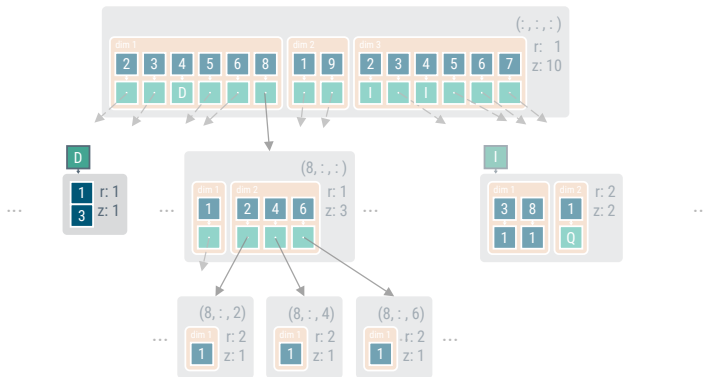 (:, :, :)
dim 1 dim 2 dim 3 r: 1
2 3 4 5 6 8 1 9 2 3 4 5 6 7 z: 10
· · D · · · · · I · I · · ·
D
1 r: 1
3 z: 1
...
...
(8, :, :)
dim 1 dim 2 r: 1
1 2 4 6 z: 3
·
...
I
dim 1 dim 3 r: 2
3 8 1 z: 2
1 1 Q
..
...
(8, :, 2)
dim 1 r: 2
1 z: 1
(8, :, 4)
dim 1 r: 2
1 z: 1
(8, :, 6)
dim 1 r: 2
1 z: 1
...